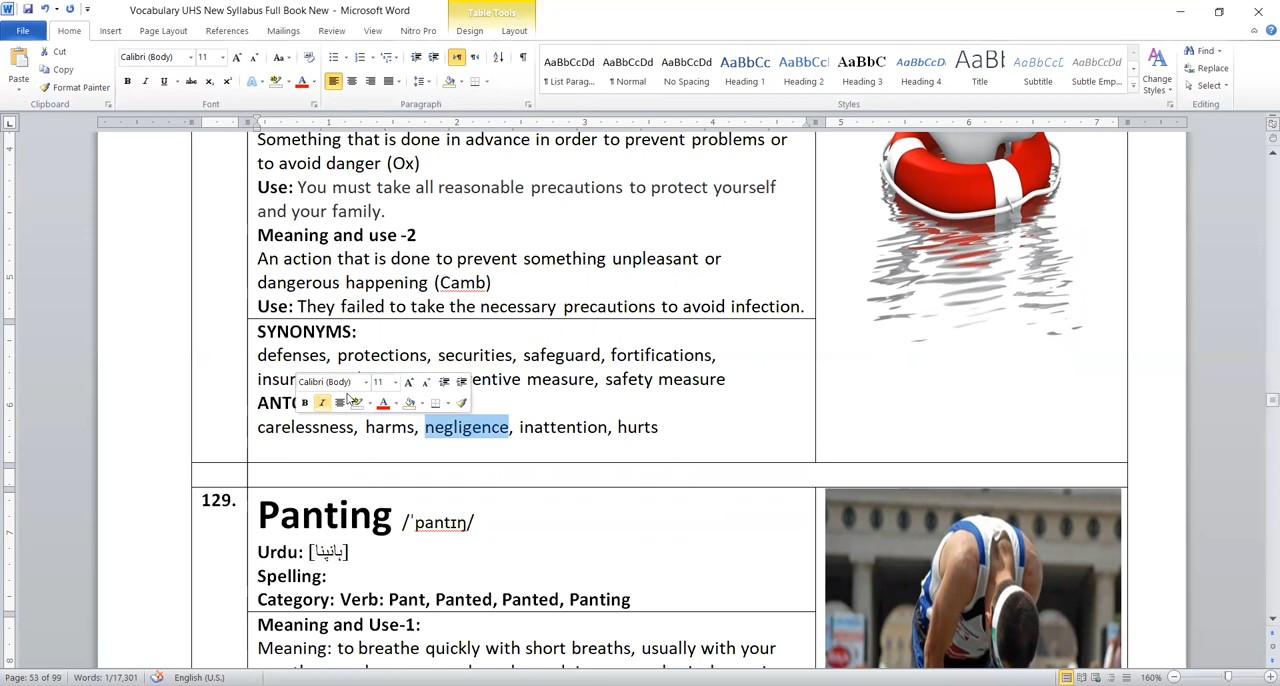 Vocabulary UHS New Syllabus Full Book New - Microsoft Word
Table Tools
File Home Insert Page Layout References Mailings Review View Nitro Pro Design Layout
Paste
Cut
Copy
Format Painter
Calibri (Body) 11
AaBbCcDd AaBbCcDd AaBbCcDd AaBbC AaBbCc AaBbC AaBbCcD AaB AaBbCcD AaBbCcD
¶ List Parag... ¶ Normal No Spacing Heading 1 Heading 2 Heading 3 Heading 4 Title Subtitle Subtle Emp...
Change Styles
Find
Replace
Select
Clipboard Font Paragraph Styles Editing
Something that is done in advance in order to prevent problems or
to avoid danger (Ox)
Use: You must take all reasonable precautions to protect yourself
and your family.
Meaning and use -2
An action that is done to prevent something unpleasant or
dangerous happening (Camb)
Use: They failed to take the necessary precautions to avoid infection.
SYNONYMS:
defenses, protections, securities, safeguard, fortifications,
Calibri (Body) 11
measure, safety measure
carelessness, harms, negligence, inattention, hurts
129.
Panting /ˈpantɪŋ/
Urdu: [ہانپنا]
Spelling:
Category: Verb: Pant, Panted, Panted, Panting
Meaning and Use-1:
Meaning: to breathe quickly with short breaths, usually with your
Page: 53 of 99 Words: 1/17,301 English (U.S.) 160%